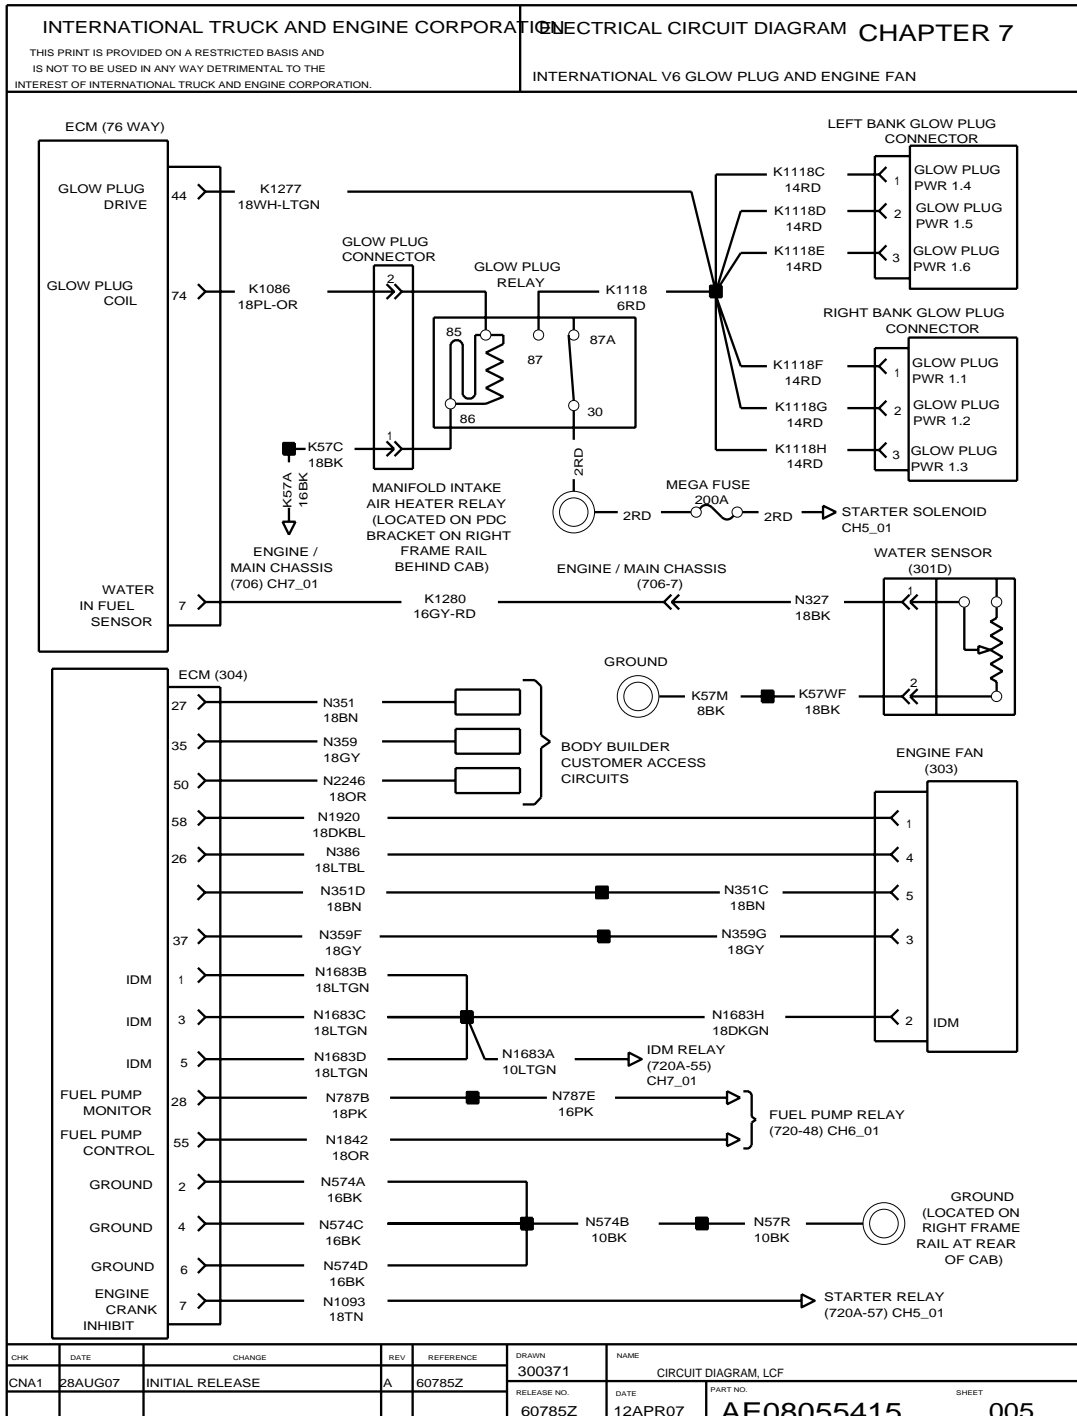 INTERNATIONAL TRUCK AND ENGINE CORPORATION
THIS PRINT IS PROVIDED ON A RESTRICTED BASIS AND
IS NOT TO BE USED IN ANY WAY DETRIMENTAL TO THE
INTEREST OF INTERNATIONAL TRUCK AND ENGINE CORPORATION.
ELECTRICAL CIRCUIT DIAGRAM CHAPTER 7
INTERNATIONAL V6 GLOW PLUG AND ENGINE FAN
ECM (76 WAY)
GLOW PLUG
DRIVE
44
K1277
18WH-LTGN
GLOW PLUG
COIL
74
K1086
18PL-OR
GLOW PLUG
CONNECTOR
2
1
GLOW PLUG
RELAY
85
86
87
87A
30
K1118
6RD
LEFT BANK GLOW PLUG
CONNECTOR
K1118C
14RD
1
GLOW PLUG
PWR 1.4
K1118D
14RD
2
GLOW PLUG
PWR 1.5
K1118E
14RD
3
GLOW PLUG
PWR 1.6
RIGHT BANK GLOW PLUG
CONNECTOR
K1118F
14RD
1
GLOW PLUG
PWR 1.1
K1118G
14RD
2
GLOW PLUG
PWR 1.2
K1118H
14RD
3
GLOW PLUG
PWR 1.3
K57C
18BK
K57A
16BK
ENGINE /
MAIN CHASSIS
(706) CH7_01
MANIFOLD INTAKE
AIR HEATER RELAY
(LOCATED ON PDC
BRACKET ON RIGHT
FRAME RAIL
BEHIND CAB)
2RD
2RD
MEGA FUSE
200A
2RD
STARTER SOLENOID
CH5_01
WATER
IN FUEL
SENSOR
7
K1280
16GY-RD
ENGINE / MAIN CHASSIS
(706-7)
N327
18BK
WATER SENSOR
(301D)
1
2
GROUND
K57M
8BK
K57WF
18BK
ECM (304)
27
N351
18BN
35
N359
18GY
50
N2246
18OR
BODY BUILDER
CUSTOMER ACCESS
CIRCUITS
ENGINE FAN
(303)
58
N1920
18DKBL
1
26
N386
18LTBL
4
N351D
18BN
N351C
18BN
5
37
N359F
18GY
N359G
18GY
3
IDM
1
N1683B
18LTGN
IDM
3
N1683C
18LTGN
N1683H
18DKGN
2
IDM
IDM
5
N1683D
18LTGN
N1683A
10LTGN
IDM RELAY
(720A-55)
CH7_01
FUEL PUMP
MONITOR
28
N787B
18PK
N787E
16PK
FUEL PUMP
CONTROL
55
N1842
18OR
FUEL PUMP RELAY
(720-48) CH6_01
GROUND
2
N574A
16BK
GROUND
4
N574C
16BK
N574B
10BK
N57R
10BK
GROUND
(LOCATED ON
RIGHT FRAME
RAIL AT REAR
OF CAB)
GROUND
6
N574D
16BK
ENGINE
CRANK
INHIBIT
7
N1093
18TN
STARTER RELAY
(720A-57) CH5_01
CHK DATE CHANGE REV REFERENCE
CNA1 28AUG07 INITIAL RELEASE A 60785Z
DRAWN
300371
NAME
CIRCUIT DIAGRAM, LCF
RELEASE NO.
60785Z
DATE
12APR07
PART NO.
AE08055415
SHEET
005